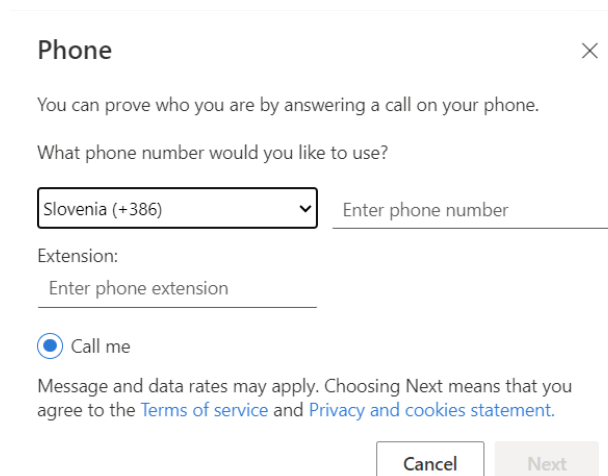 Phone
You can prove who you are by answering a call on your phone.
What phone number would you like to use?
Slovenia (+386)
Enter phone number
Extension:
Enter phone extension
Call me
Message and data rates may apply. Choosing Next means that you
agree to the Terms of service and Privacy and cookies statement.
Cancel
Next